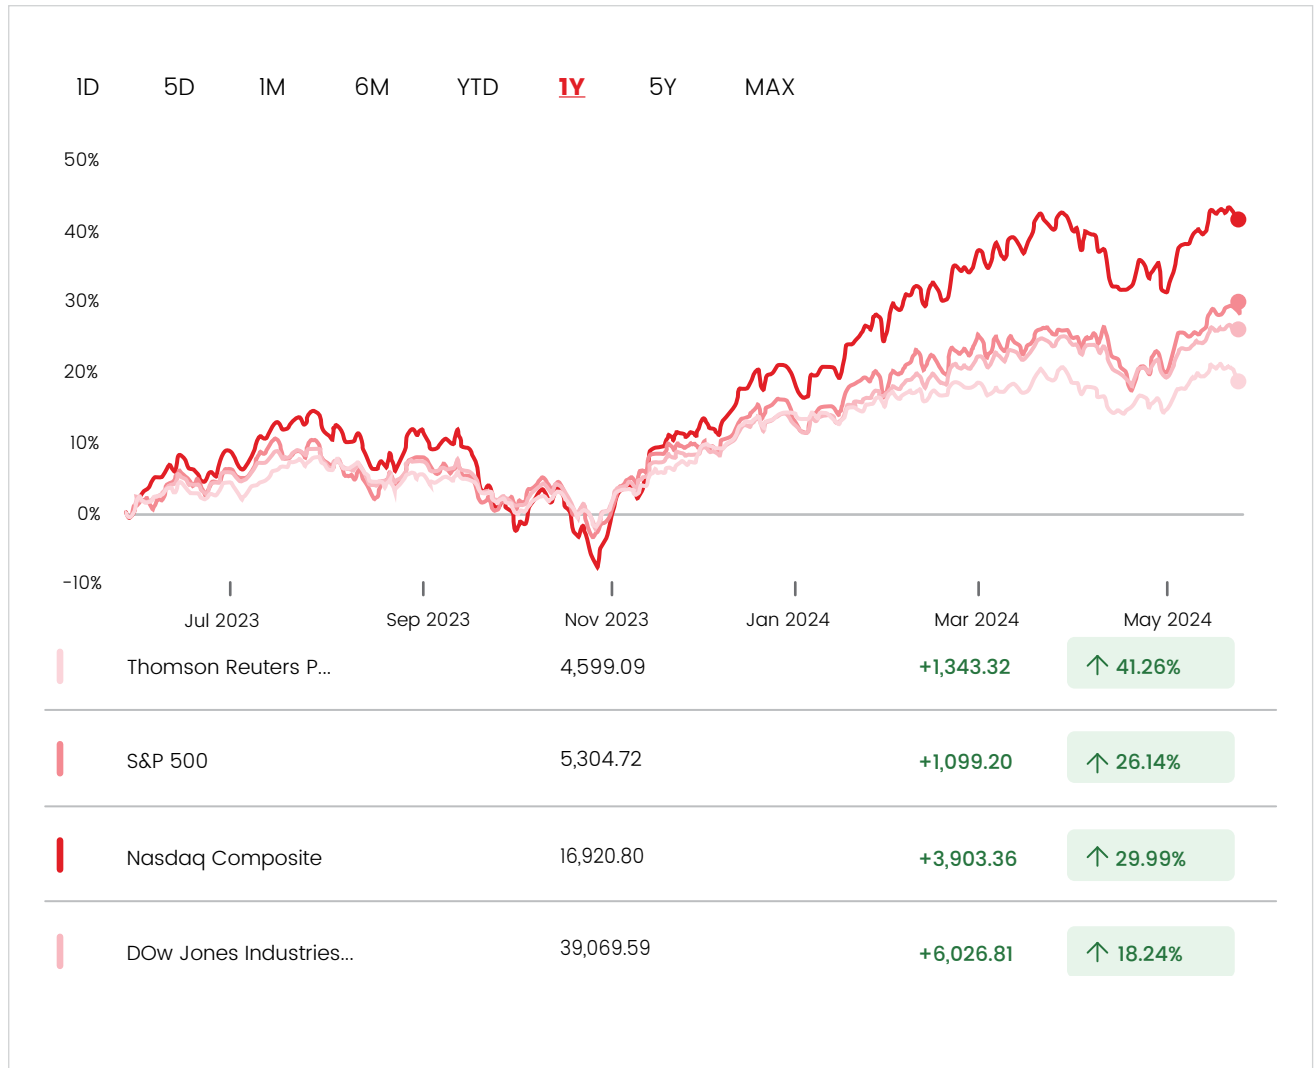 1D 5D 1M 6M YTD 1Y 5Y MAX
50%
40%
30%
20%
10%
0%
-10%
Jul 2023 Sep 2023 Nov 2023 Jan 2024 Mar 2024 May 2024
Thomson Reuters P... 4,599.09 +1,343.32 ↑ 41.26%
S&P 500 5,304.72 +1,099.20 ↑ 26.14%
Nasdaq Composite 16,920.80 +3,903.36 ↑ 29.99%
DOw Jones Industries... 39,069.59 +6,026.81 ↑ 18.24%